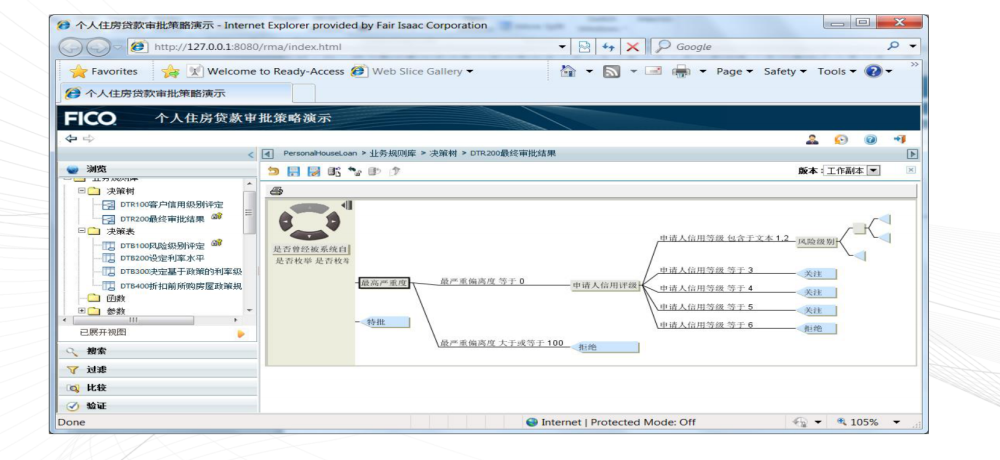 个人住房贷款审批策略演示 - Internet Explorer provided by Fair Isaac Corporation
http://127.0.0.1:8080/rma/index.html
Google
Favorites Welcome to Ready-Access Web Slice Gallery
Page Safety Tools
个人住房贷款审批策略演示
FICO 个人住房贷款审批策略演示
PersonalHouseLoan > 业务规则库 > 决策树 > DTR200最终审批结果
浏览
版本：工作副本
业务规则库
决策树
DTR100客户信用级别评定
DTR200最终审批结果
决策表
DTB100风险级别评定
DTB200设定利率水平
DTB300决定基于政策的利率级
DTB400折扣前所购房屋政策规
函数
参数
已展开视图
搜索
过滤
比较
验证
是否曾经被系统自
是否枚举 是否枚举
最高严重度
特批
最严重偏离度 等于 0
最严重偏离度 大于或等于 100
拒绝
申请人信用评级
申请人信用等级 包含于文本 1,2
风险级别
申请人信用等级 等于 3
关注
申请人信用等级 等于 4
关注
申请人信用等级 等于 5
关注
申请人信用等级 等于 6
拒绝
Done
Internet | Protected Mode: Off
105%